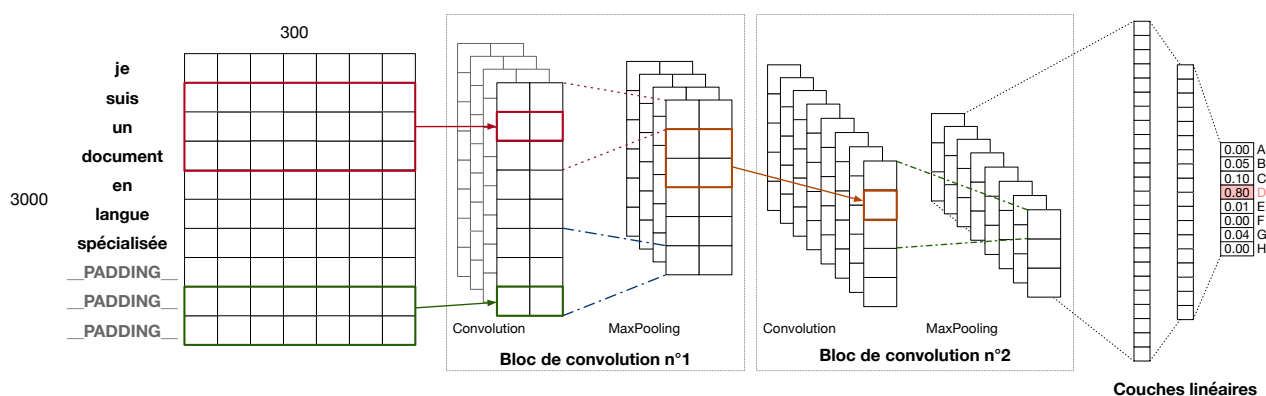 300
3000
je
suis
un
document
en
langue
spécialisée
__PADDING__
__PADDING__
__PADDING__
Convolution
MaxPooling
Bloc de convolution n°1
Convolution
MaxPooling
Bloc de convolution n°2
0.00 A
0.05 B
0.10 C
0.80 D
0.01 E
0.00 F
0.04 G
0.00 H
Couches linéaires